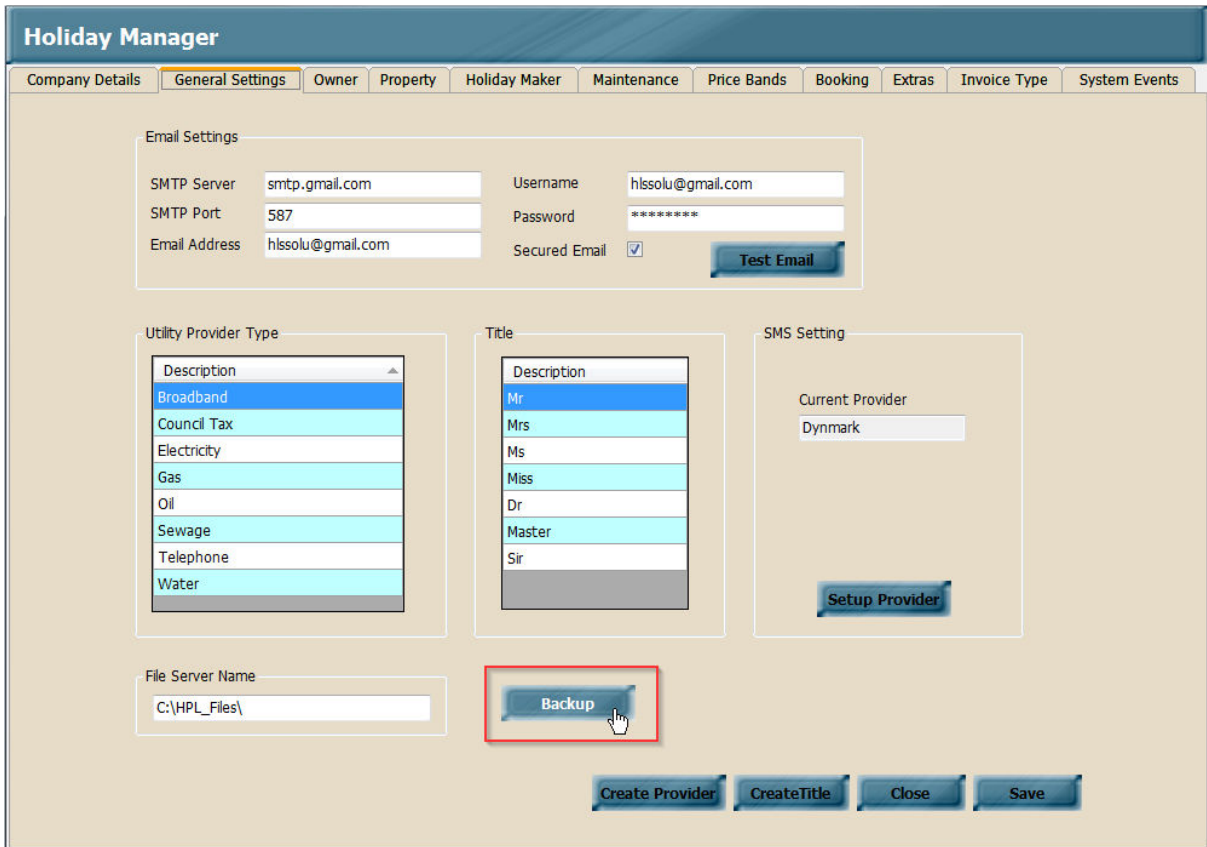 Holiday Manager
Company Details General Settings Owner Property Holiday Maker Maintenance Price Bands Booking Extras Invoice Type System Events
Email Settings
SMTP Server smtp.gmail.com Username hlssolu@gmail.com
SMTP Port 587 Password ********
Email Address hlssolu@gmail.com Secured Email Test Email
Utility Provider Type
Description
Broadband
Council Tax
Electricity
Gas
Oil
Sewage
Telephone
Water
Title
Description
Mr
Mrs
Ms
Miss
Dr
Master
Sir
SMS Setting
Current Provider
Dynmark
Setup Provider
File Server Name
C:\HPL_Files\
Backup
Create Provider CreateTitle Close Save